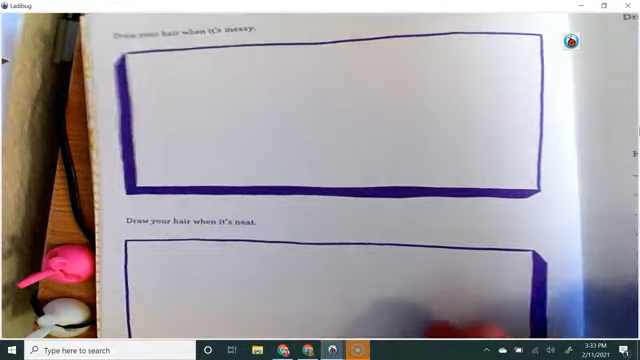 Ladibug
Draw your hair when it's messy.
Dr
Draw your hair when it's neat.
H
Type here to search
3:33 PM
2/11/2021